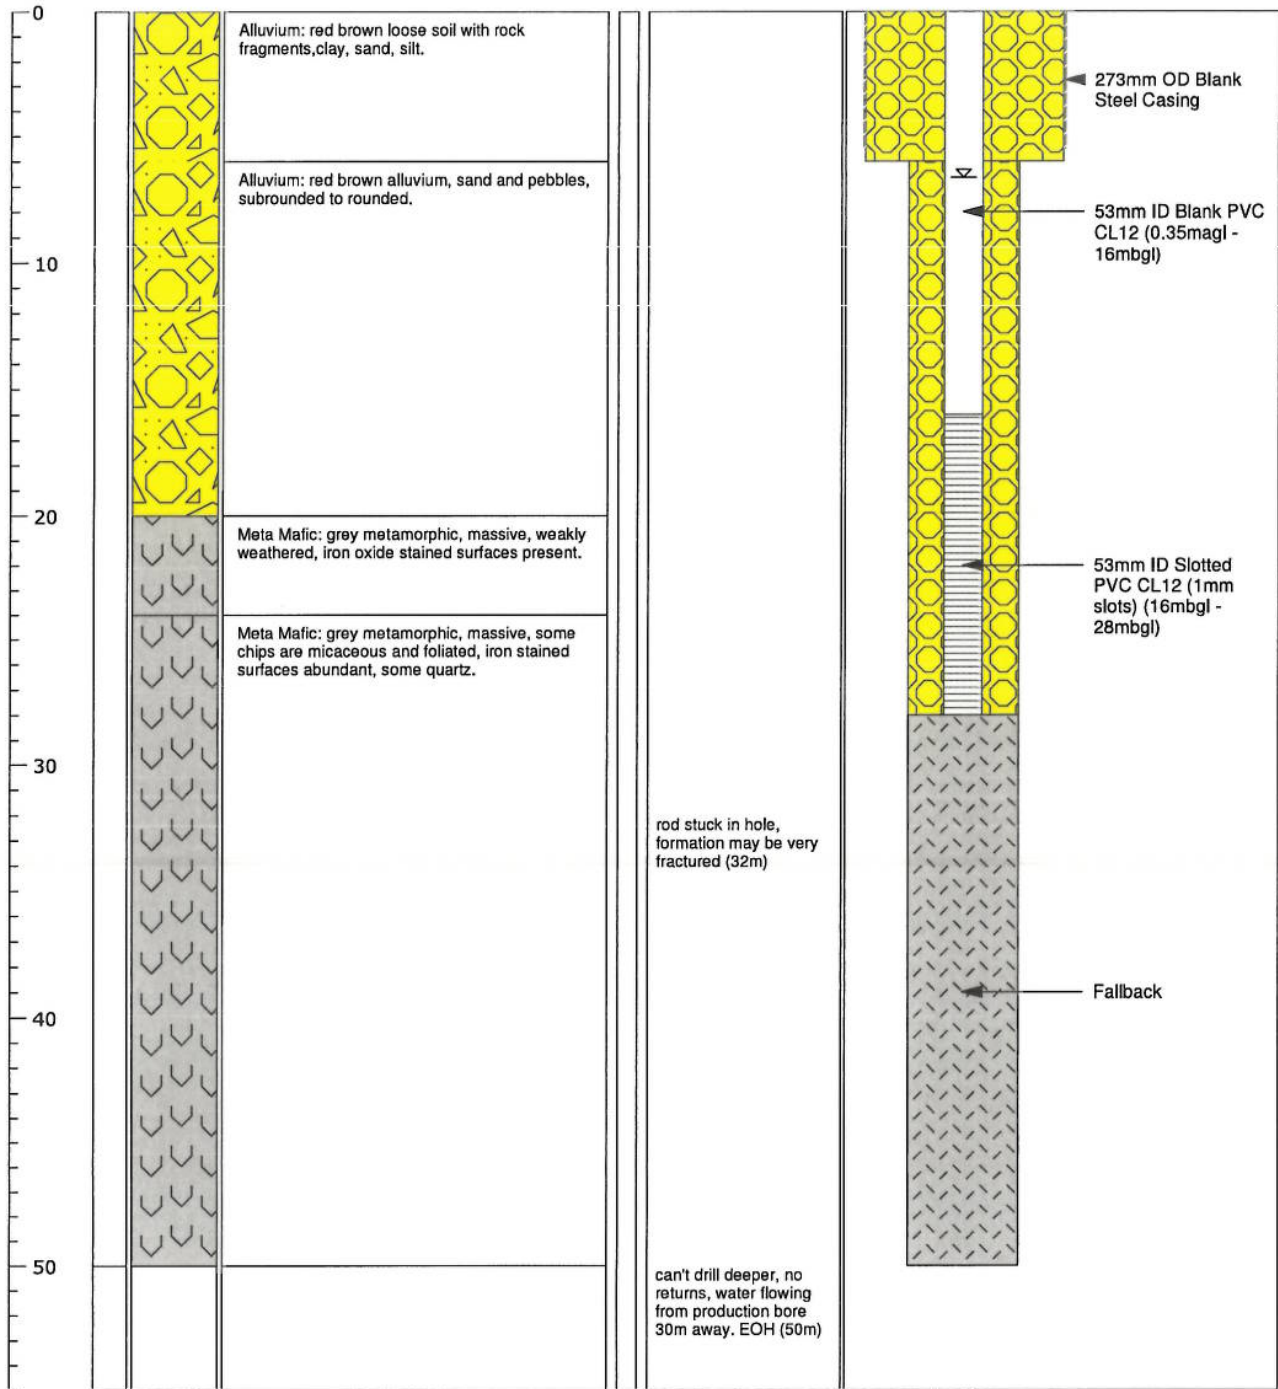 0
10
20
30
40
50
Alluvium: red brown loose soil with rock
fragments,clay, sand, silt.
Alluvium: red brown alluvium, sand and pebbles,
subrounded to rounded.
Meta Mafic: grey metamorphic, massive, weakly
weathered, iron oxide stained surfaces present.
Meta Mafic: grey metamorphic, massive, some
chips are micaceous and foliated, iron stained
surfaces abundant, some quartz.
rod stuck in hole,
formation may be very
fractured (32m)
can't drill deeper, no
returns, water flowing
from production bore
30m away. EOH (50m)
273mm OD Blank
Steel Casing
53mm ID Blank PVC
CL12 (0.35magl -
16mbgl)
53mm ID Slotted
PVC CL12 (1mm
slots) (16mbgl -
28mbgl)
Fallback